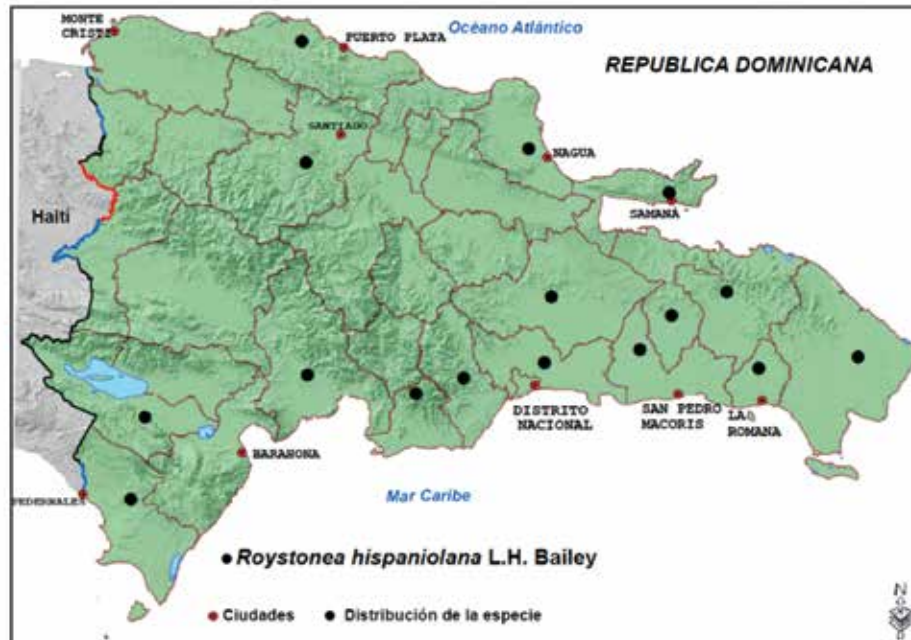 MONTE
CRISTI
PUERTO PLATA
Océano Atlántico
REPUBLICA DOMINICANA
SANTIADO
NAGUA
Haití
SAMANÁ
DISTRITO
NACIONAL
SAN PEDRO
MACORIS
LA
ROMANA
BARAHONA
PEDERNALES
Mar Caribe
Roystonea hispaniolana L.H. Bailey
Ciudades
Distribución de la especie
N